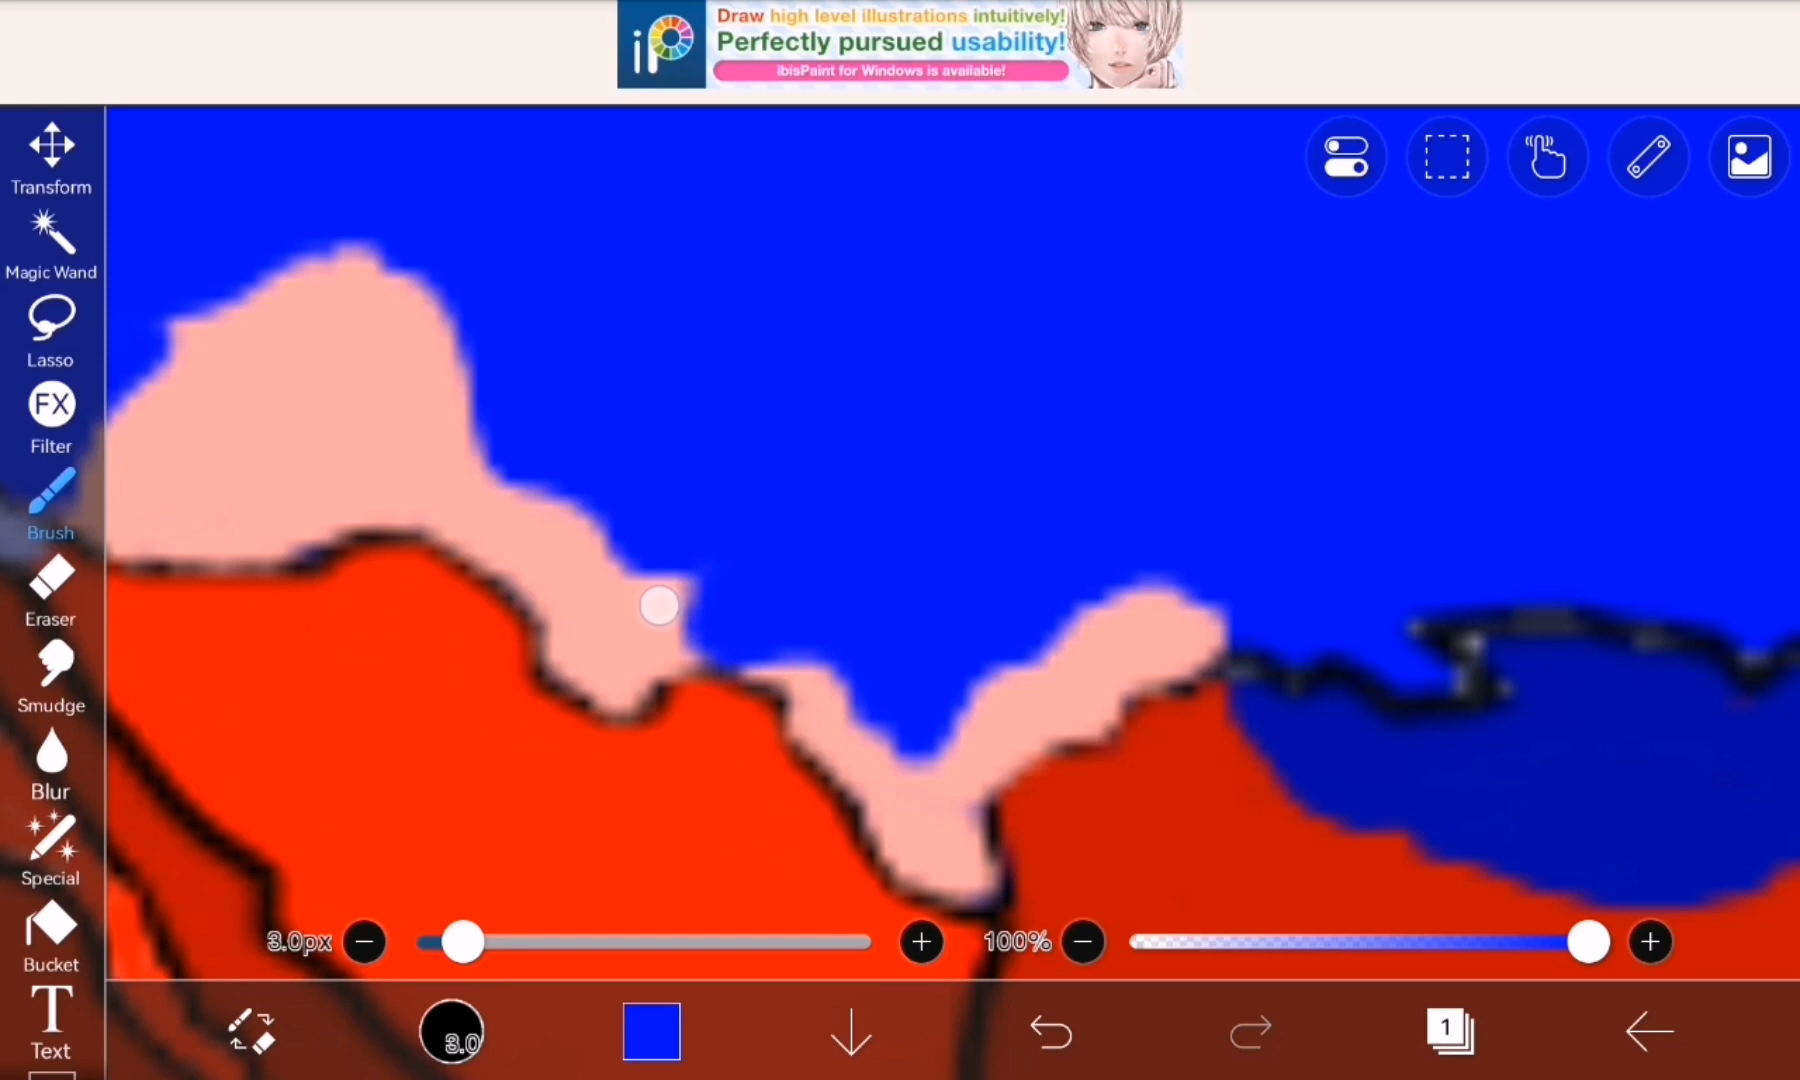 iP
Draw high level illustrations intuitively!
Perfectly pursued usability!
ibisPaint for Windows is available!
Transform
Magic Wand
Lasso
FX
Filter
Brush
Eraser
Smudge
Blur
Special
Bucket
T
Text
3.0px
100%
3.0
1